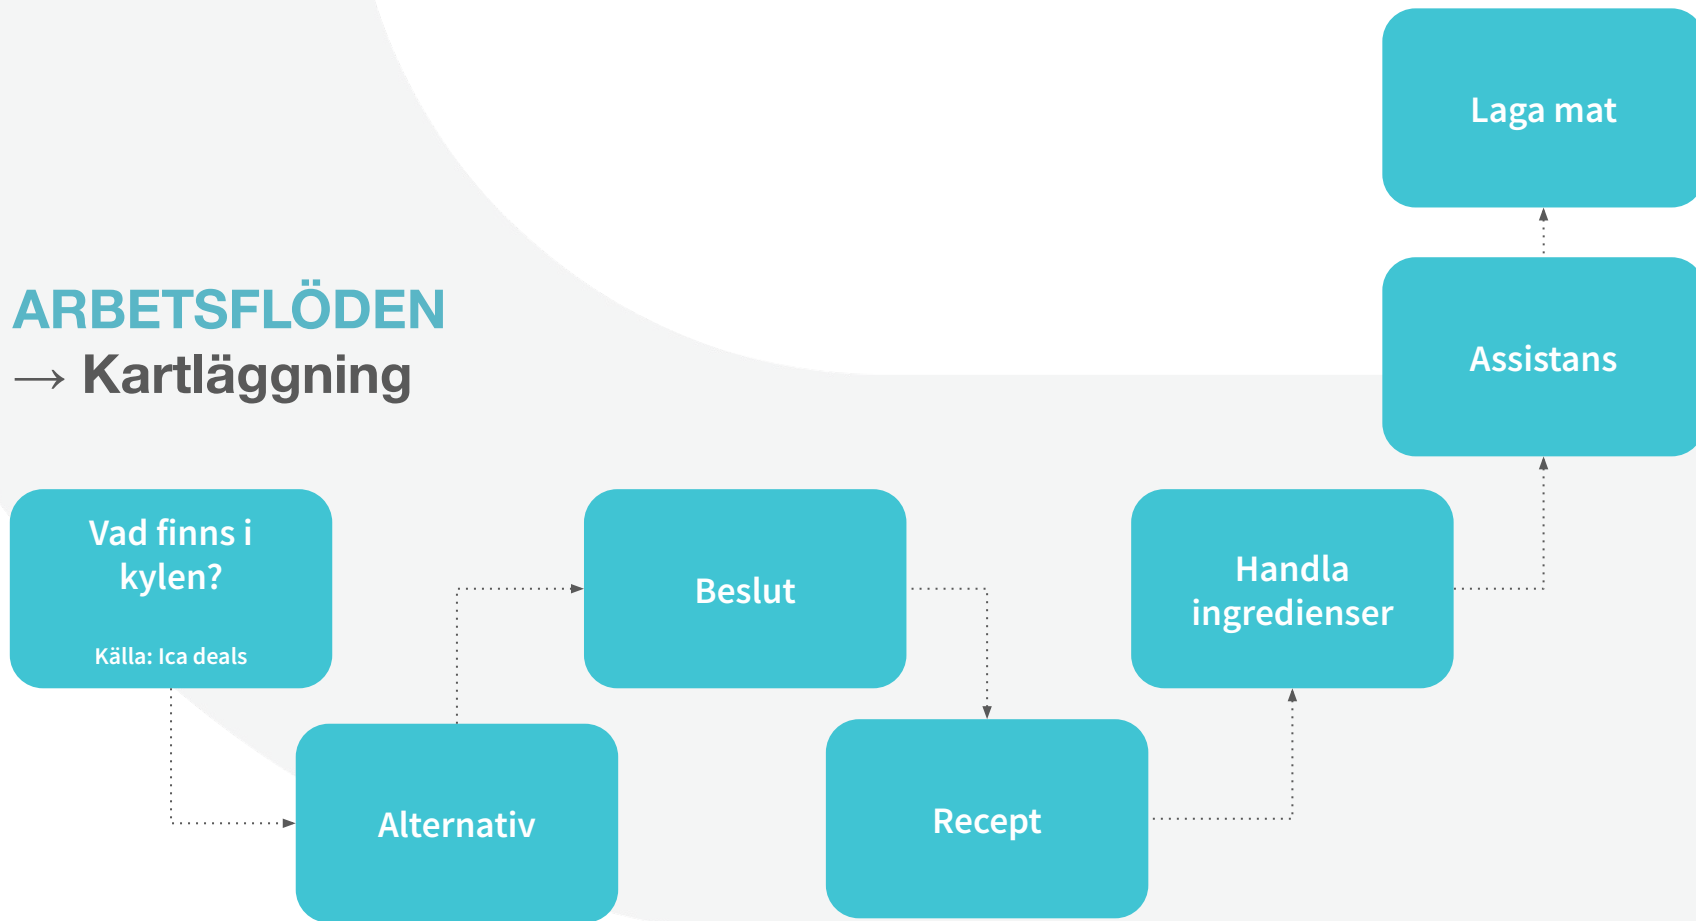 ARBETSFLÖDEN
→ Kartläggning
Vad finns i
kylen?
Källa: Ica deals
Alternativ
Beslut
Recept
Handla
ingredienser
Assistans
Laga mat